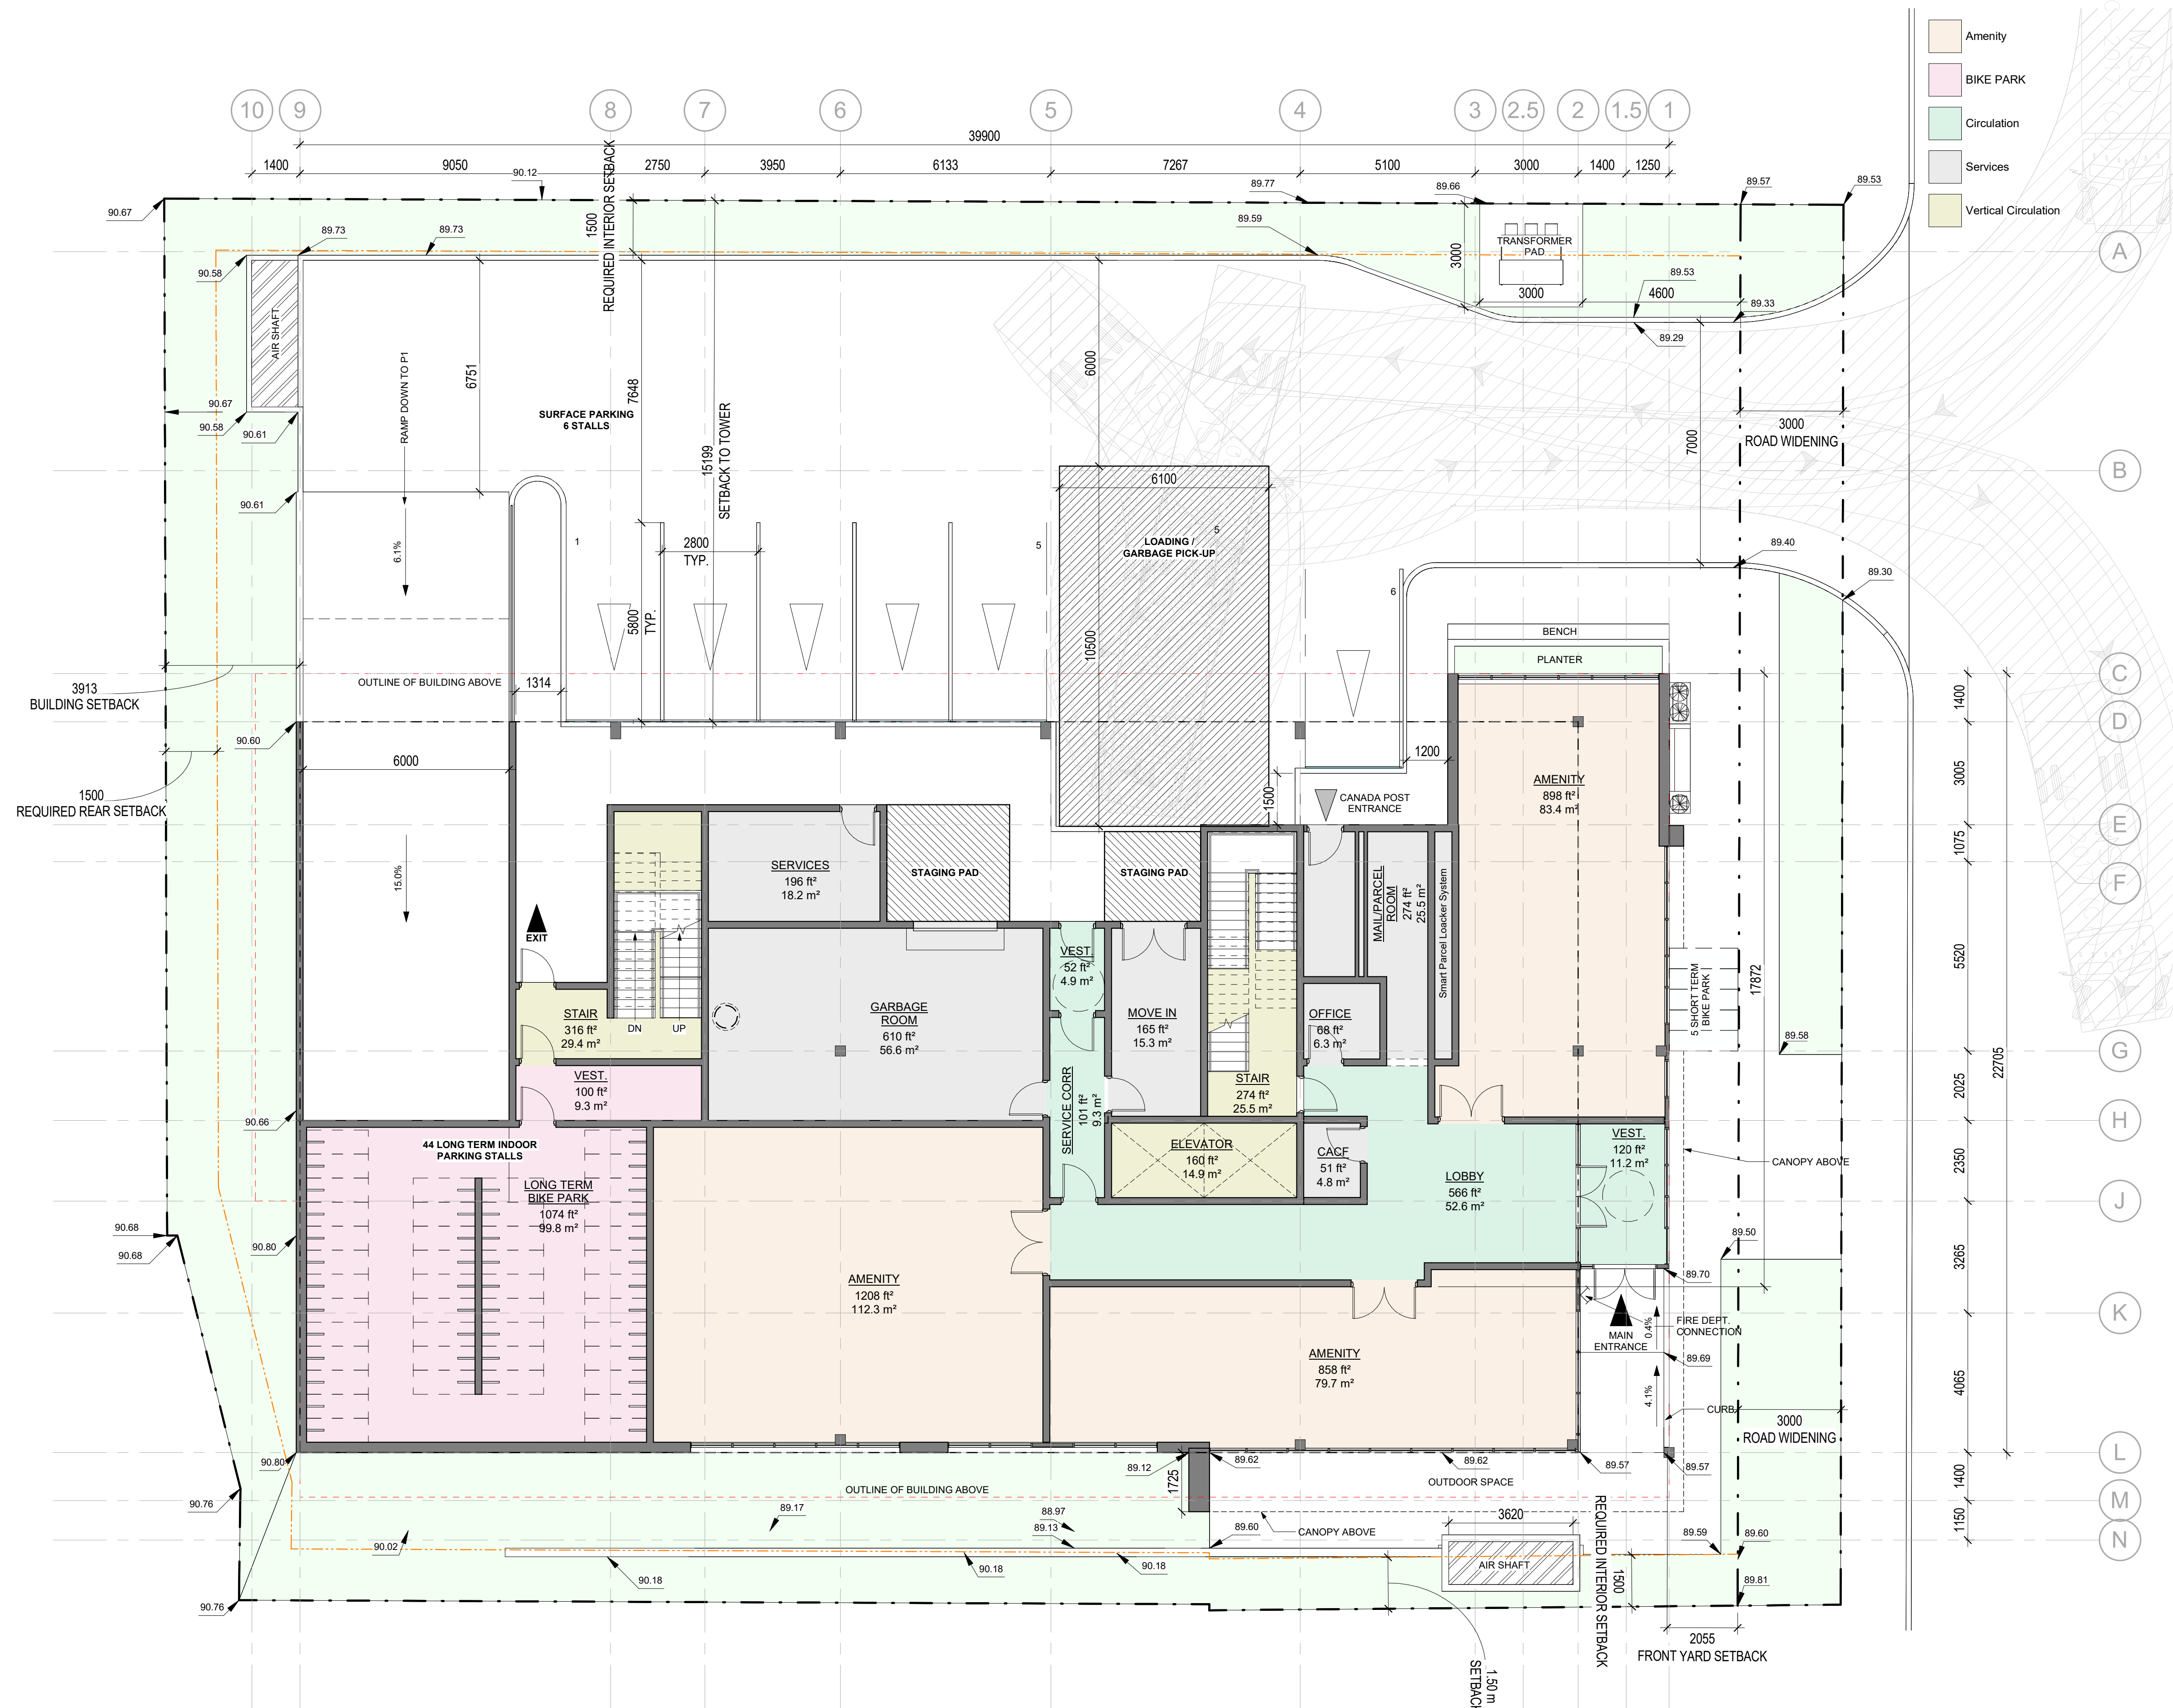 Amenity
BIKE PARK
Circulation
Services
Vertical Circulation
10
9
8
7
6
5
4
3
2.5
2
1.5
1
39900
1400
9050
2750
3950
6133
7267
5100
3000
1400
1250
90.67
90.12
89.77
89.66
89.57
89.53
1500
REQUIRED INTERIOR SETBACK
89.73
89.73
89.59
3000
TRANSFORMER
PAD
3000
4600
89.53
89.33
89.29
A
90.58
AIR SHAFT
RAMP DOWN TO P1
6751
7648
15199
SETBACK TO TOWER
6000
SURFACE PARKING
6 STALLS
90.67
90.58
90.61
7000
3000
ROAD WIDENING
B
90.61
6100
6.1%
1
2800
TYP.
5
5
LOADING /
GARBAGE PICK-UP
89.40
89.30
6
5800
TYP.
10500
BENCH
PLANTER
3913
BUILDING SETBACK
OUTLINE OF BUILDING ABOVE
1314
C
1400
D
90.60
6000
1200
1500
REQUIRED REAR SETBACK
1500
CANADA POST
ENTRANCE
AMENITY
898 ft²
83.4 m²
3005
E
1075
F
15.0%
SERVICES
196 ft²
18.2 m²
STAGING PAD
STAGING PAD
MAIL/PARCEL
ROOM
274 ft²
25.5 m²
Smart Parcel Loacker System
EXIT
VEST.
52 ft²
4.9 m²
5520
17872
22705
5 SHORT TERM
BIKE PARK
STAIR
316 ft²
29.4 m²
DN
UP
GARBAGE
ROOM
610 ft²
56.6 m²
MOVE IN
165 ft²
15.3 m²
OFFICE
68 ft²
6.3 m²
89.58
G
VEST.
100 ft²
9.3 m²
SERVICE CORR
101 ft²
9.3 m²
STAIR
274 ft²
25.5 m²
2025
90.66
H
44 LONG TERM INDOOR
PARKING STALLS
ELEVATOR
160 ft²
14.9 m²
CACF
51 ft²
4.8 m²
LOBBY
566 ft²
52.6 m²
VEST.
120 ft²
11.2 m²
CANOPY ABOVE
2350
LONG TERM
BIKE PARK
1074 ft²
99.8 m²
J
90.68
90.68
90.80
89.50
3265
AMENITY
1208 ft²
112.3 m²
89.70
K
FIRE DEPT.
CONNECTION
MAIN
ENTRANCE
0.4%
AMENITY
858 ft²
79.7 m²
89.69
4.1%
CURB
4065
3000
ROAD WIDENING
L
90.80
89.12
89.62
89.62
89.57
89.57
1725
OUTDOOR SPACE
1400
OUTLINE OF BUILDING ABOVE
M
90.76
89.17
88.97
89.13
89.60
CANOPY ABOVE
3620
REQUIRED INTERIOR SETBACK
1150
90.02
89.59
89.60
N
90.18
90.18
90.18
AIR SHAFT
1500
89.81
90.76
2055
FRONT YARD SETBACK
1.50 m
SETBACK